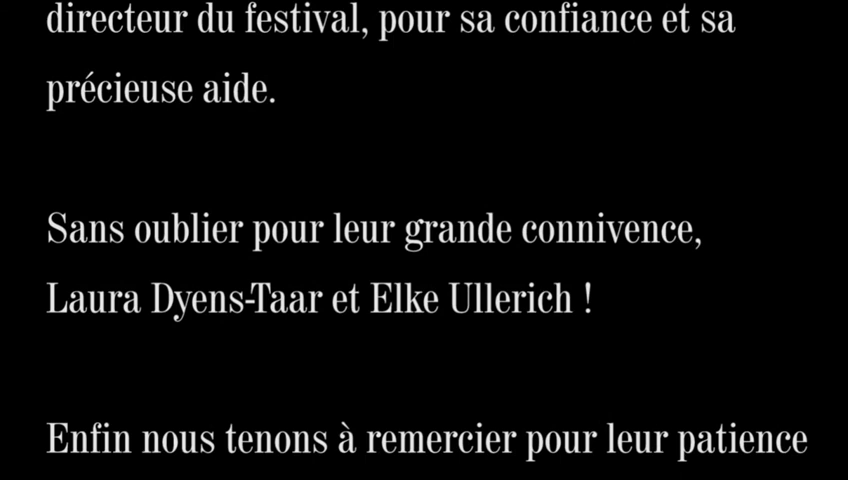 directeur du festival, pour sa confiance et sa
précieuse aide.
Sans oublier pour leur grande connivence,
Laura Dyens-Taar et Elke Ullerich !
Enfin nous tenons à remercier pour leur patience